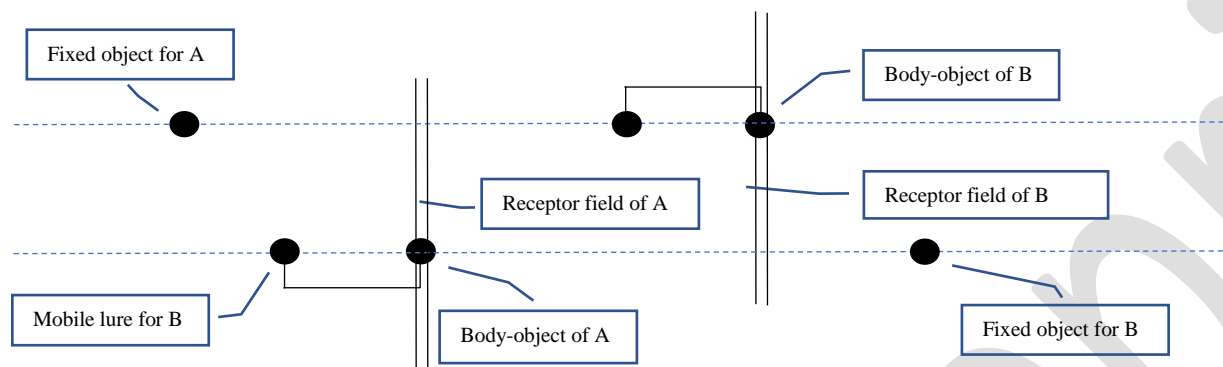 Fixed object for A
Body-object of B
Receptor field of A
Receptor field of B
Mobile lure for B
Body-object of A
Fixed object for B